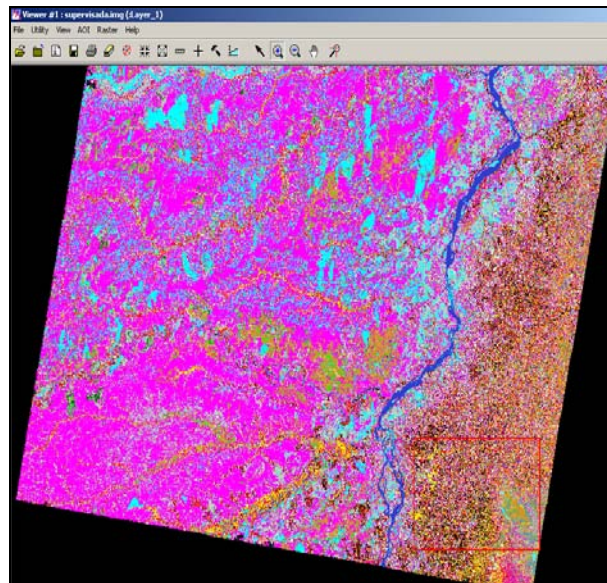 Viewer #1 : supervisada.img (:Layer_1)
File Utility View AOI Raster Help